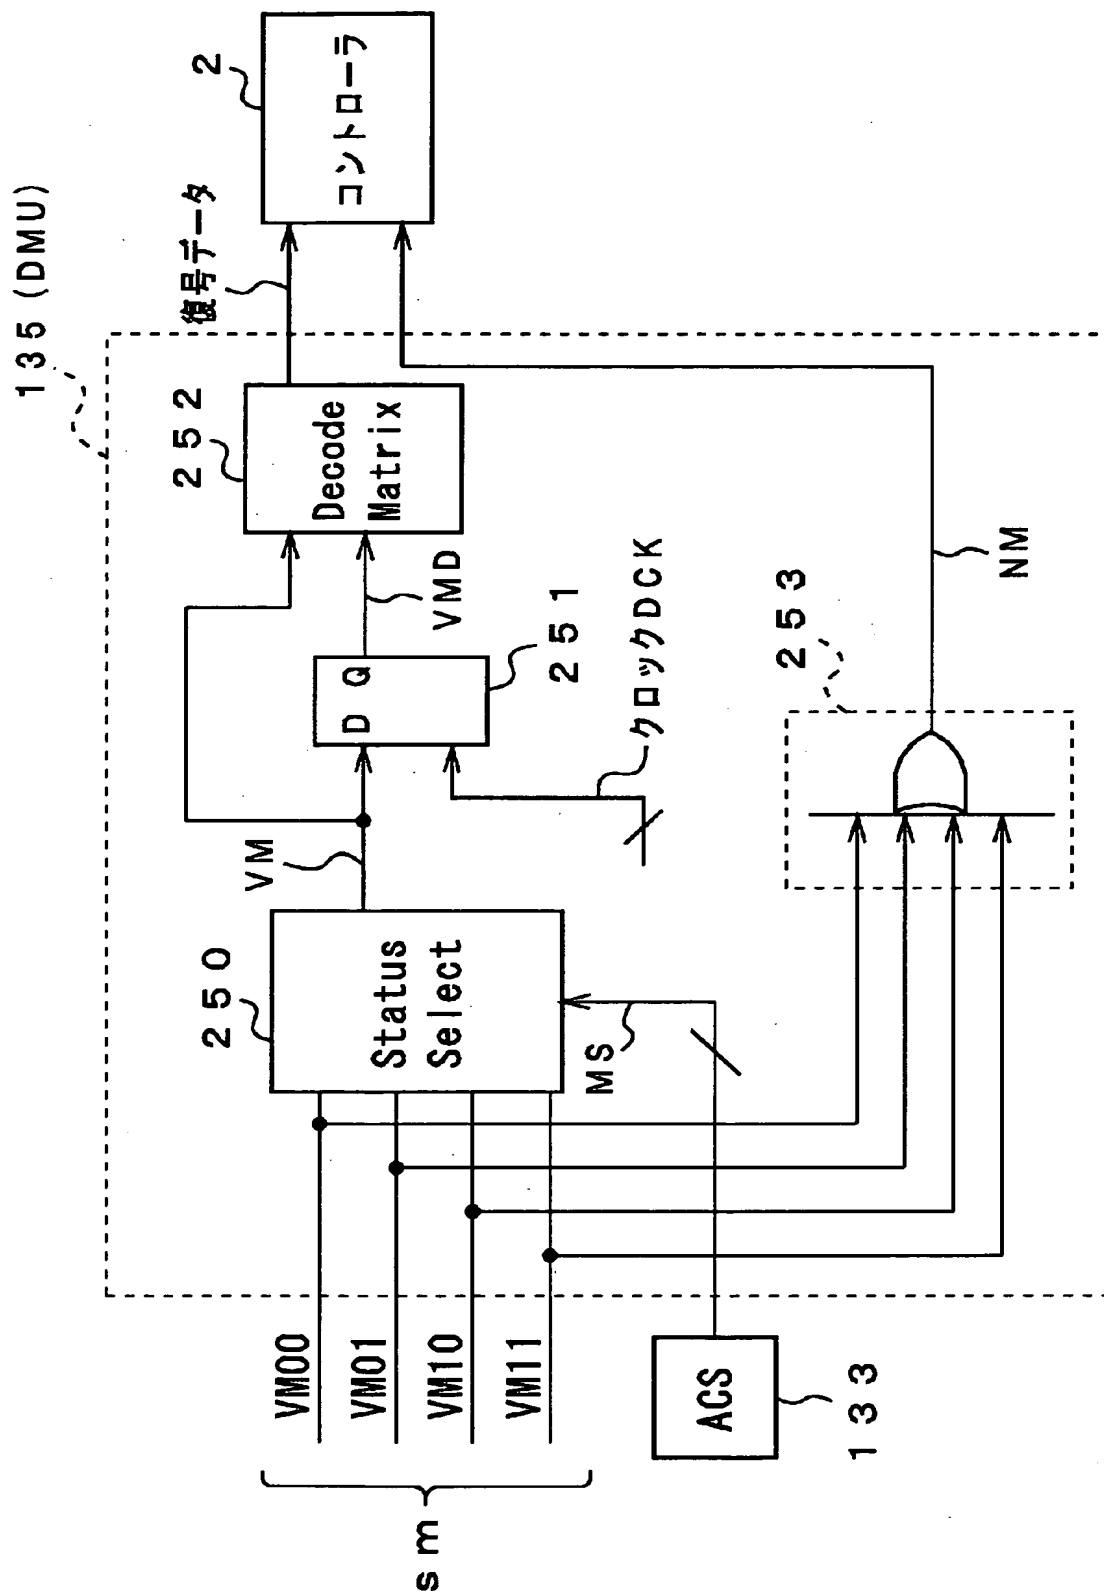 135(DMU)
2
コントローラ
復号データ
252
Decode
Matrix
VMD
D Q
251
クロックDCK
VM
250
Status
Select
MS
253
NM
VM00
VM01
VM10
VM11
sm
ACS
133